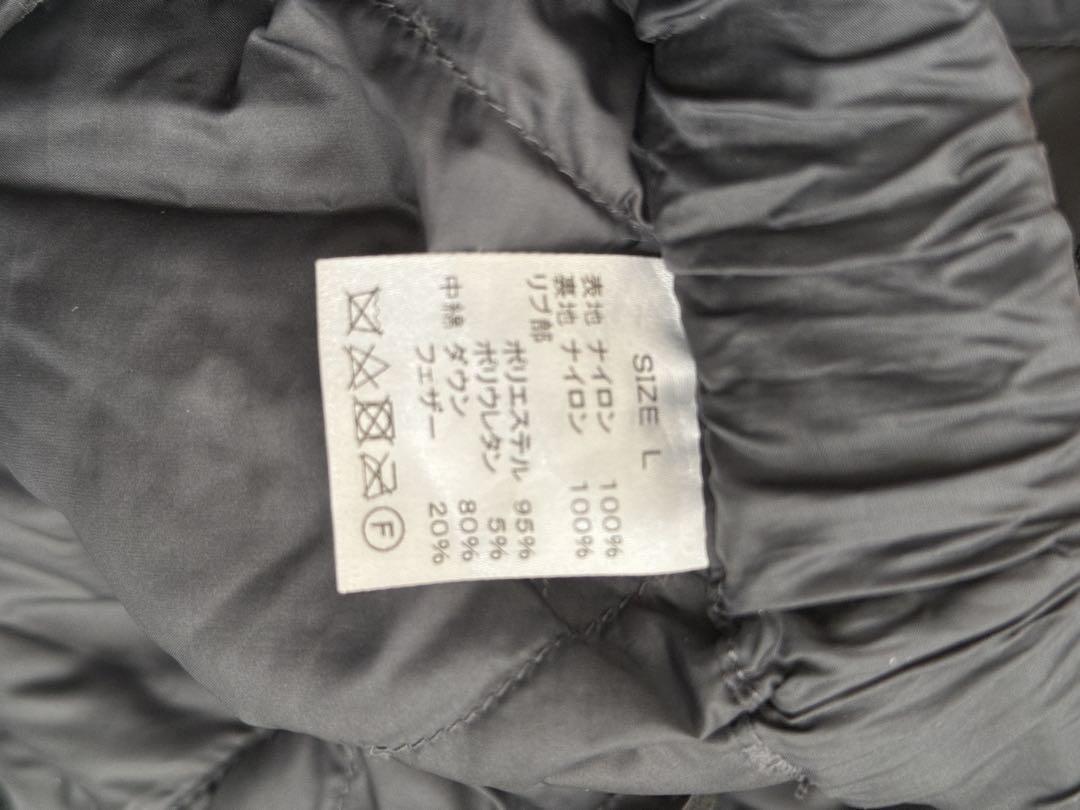 SIZE L
表地 ナイロン 100%
裏地 ナイロン 100%
リブ部
ポリエステル 95%
ポリウレタン 5%
中綿 ダウン 80%
フェザー 20%
F